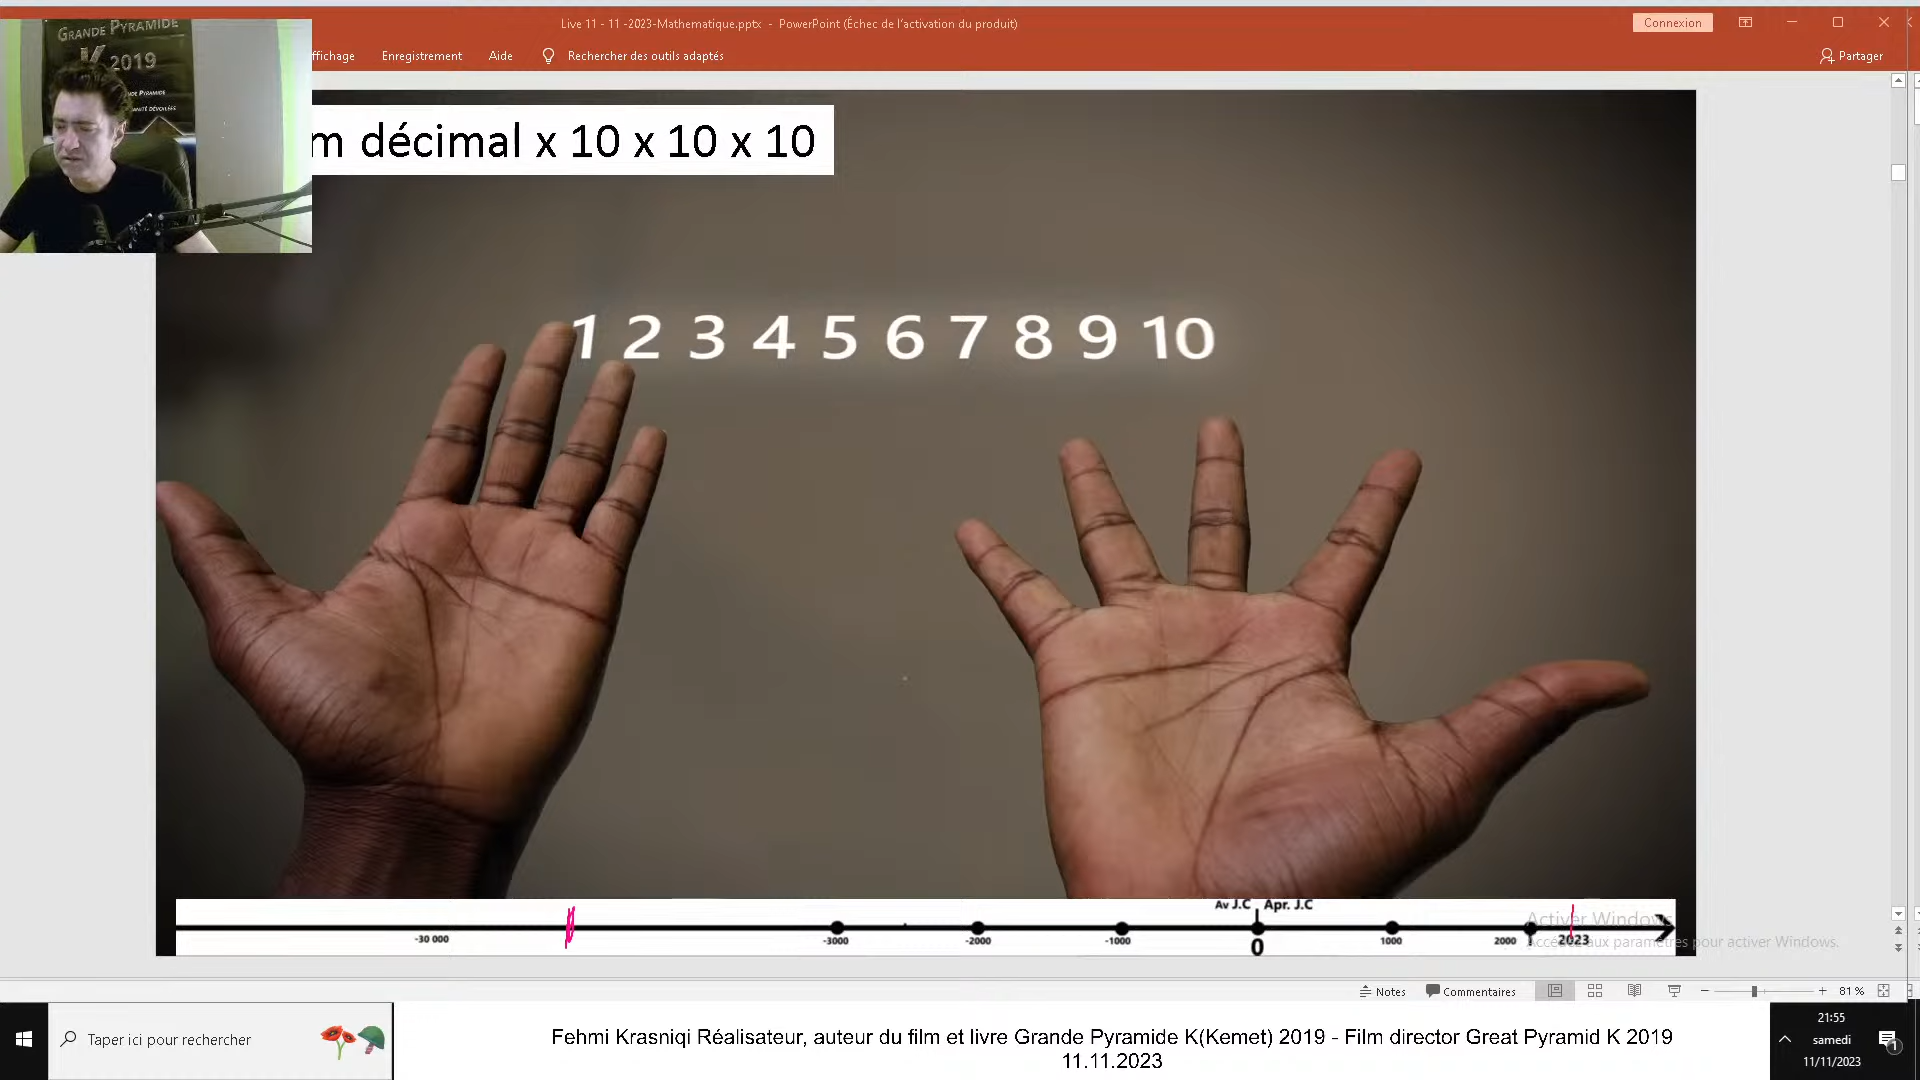 Live 11 - 11 -2023-Mathematique.pptx - PowerPoint (Échec de l'activation du produit)
Connexion
ffichage Enregistrement Aide Rechercher des outils adaptés
Partager
GRANDE PYRAMIDE
K 2019
m décimal x 10 x 10 x 10
1 2 3 4 5 6 7 8 9 10
Av J.C Apr. J.C
-30 000 -3000 -2000 -1000 0 1000 2000 2023
Activer Windows
Accédez aux paramètres pour activer Windows.
Notes Commentaires 81 %
Taper ici pour rechercher
Fehmi Krasniqi Réalisateur, auteur du film et livre Grande Pyramide K(Kemet) 2019 - Film director Great Pyramid K 2019
11.11.2023
21:55
samedi
11/11/2023
1